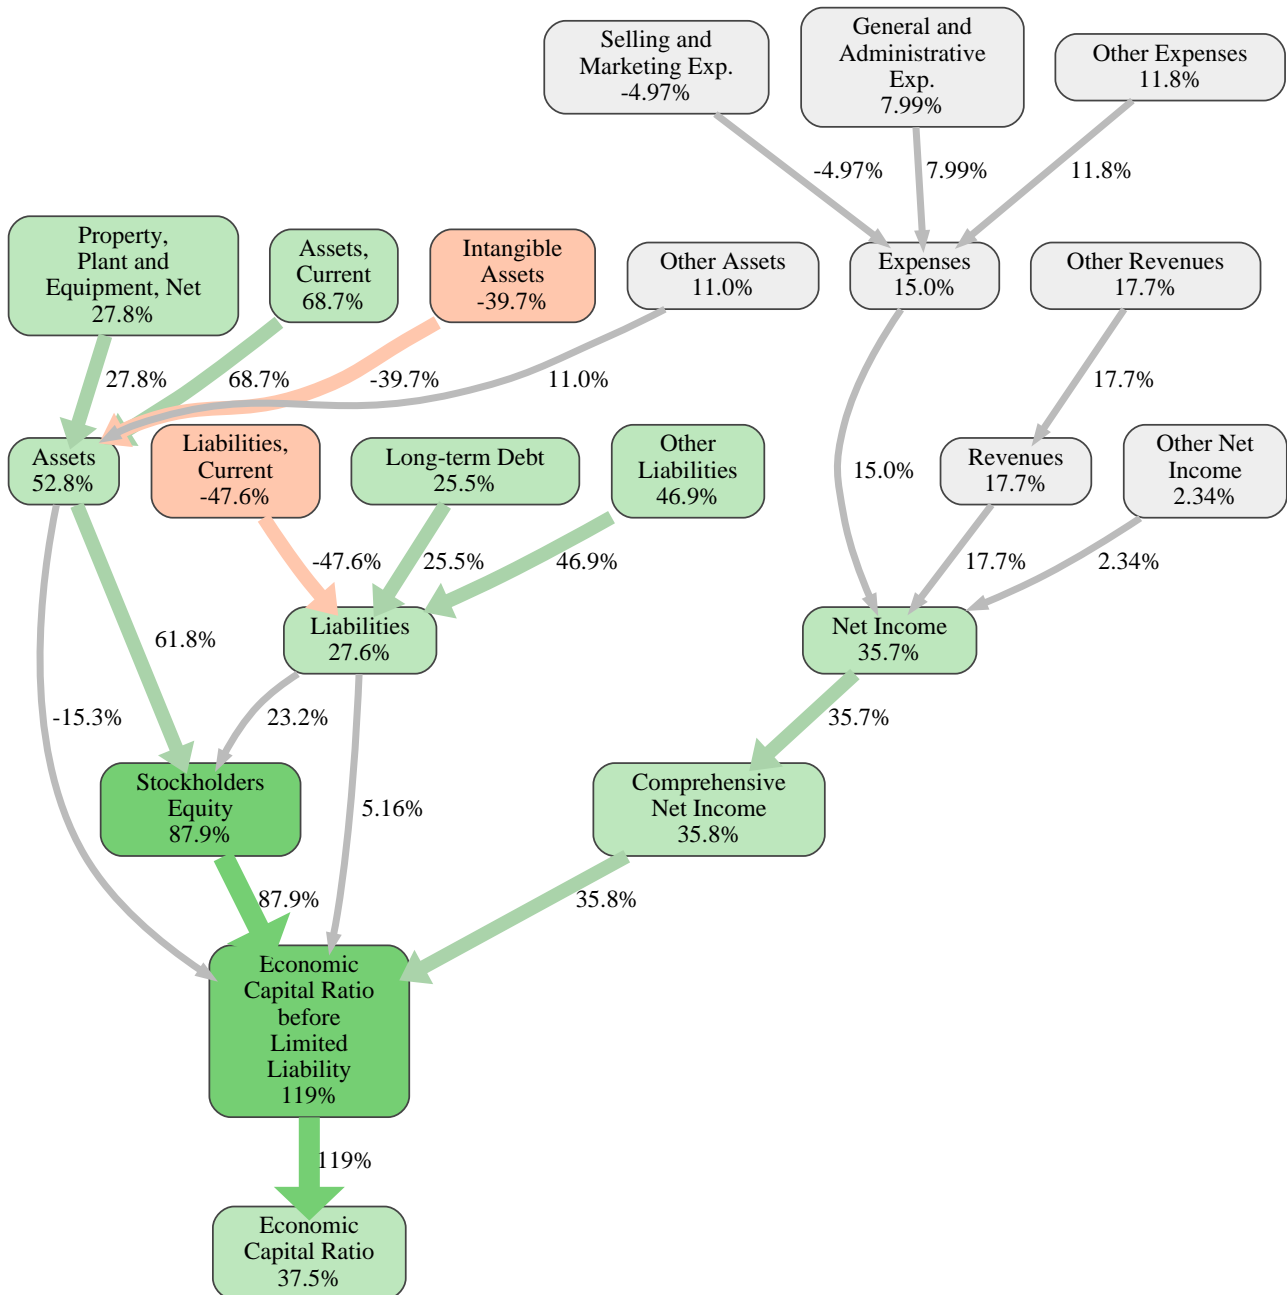 Selling and
Marketing Exp.
-4.97%
General and
Administrative
Exp.
7.99%
Other Expenses
11.8%
-4.97%
7.99%
11.8%
Property,
Plant and
Equipment, Net
27.8%
Assets,
Current
68.7%
Intangible
Assets
-39.7%
Other Assets
11.0%
Expenses
15.0%
Other Revenues
17.7%
27.8%
68.7%
-39.7%
11.0%
17.7%
Assets
52.8%
Liabilities,
Current
-47.6%
Long-term Debt
25.5%
Other
Liabilities
46.9%
15.0%
Revenues
17.7%
Other Net
Income
2.34%
-47.6%
25.5%
46.9%
17.7%
2.34%
61.8%
Liabilities
27.6%
Net Income
35.7%
-15.3%
23.2%
35.7%
Stockholders
Equity
87.9%
5.16%
Comprehensive
Net Income
35.8%
87.9%
35.8%
Economic
Capital Ratio
before
Limited
Liability
119%
119%
Economic
Capital Ratio
37.5%